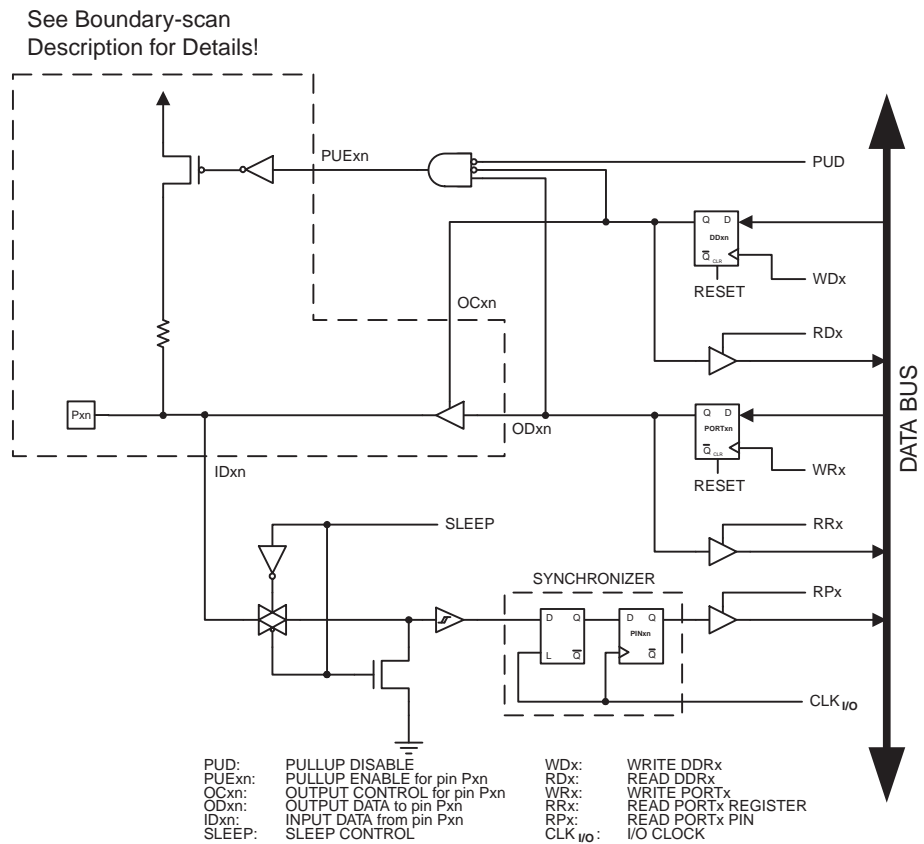 See Boundary-scan
Description for Details!
PUExn
PUD
Q D
DDxn
Q CLR
WDx
RESET
OCxn
RDx
Pxn
ODxn
Q D
PORTxn
Q CLR
WRx
RESET
IDxn
DATA BUS
SLEEP
RRx
SYNCHRONIZER
RPx
D Q
L Q
D Q
PINxn
Q
CLK I/O
PUD: PULLUP DISABLE
PUExn: PULLUP ENABLE for pin Pxn
OCxn: OUTPUT CONTROL for pin Pxn
ODxn: OUTPUT DATA to pin Pxn
IDxn: INPUT DATA from pin Pxn
SLEEP: SLEEP CONTROL
WDx: WRITE DDRx
RDx: READ DDRx
WRx: WRITE PORTx
RRx: READ PORTx REGISTER
RPx: READ PORTx PIN
CLK I/O: I/O CLOCK